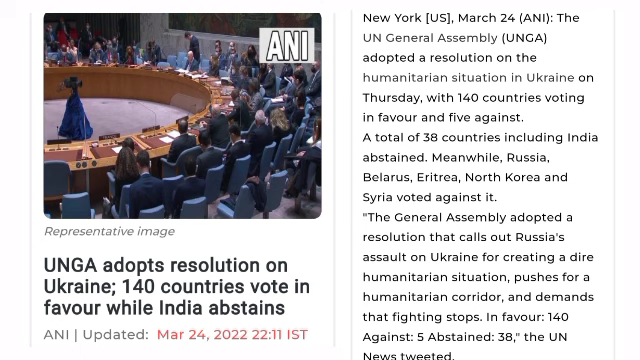 ANI
Representative image
UNGA adopts resolution on
Ukraine; 140 countries vote in
favour while India abstains
ANI | Updated: Mar 24, 2022 22:11 IST
New York [US], March 24 (ANI): The
UN General Assembly (UNGA)
adopted a resolution on the
humanitarian situation in Ukraine on
Thursday, with 140 countries voting
in favour and five against.
A total of 38 countries including India
abstained. Meanwhile, Russia,
Belarus, Eritrea, North Korea and
Syria voted against it.
"The General Assembly adopted a
resolution that calls out Russia's
assault on Ukraine for creating a dire
humanitarian situation, pushes for a
humanitarian corridor, and demands
that fighting stops. In favour: 140
Against: 5 Abstained: 38," the UN
News tweeted.